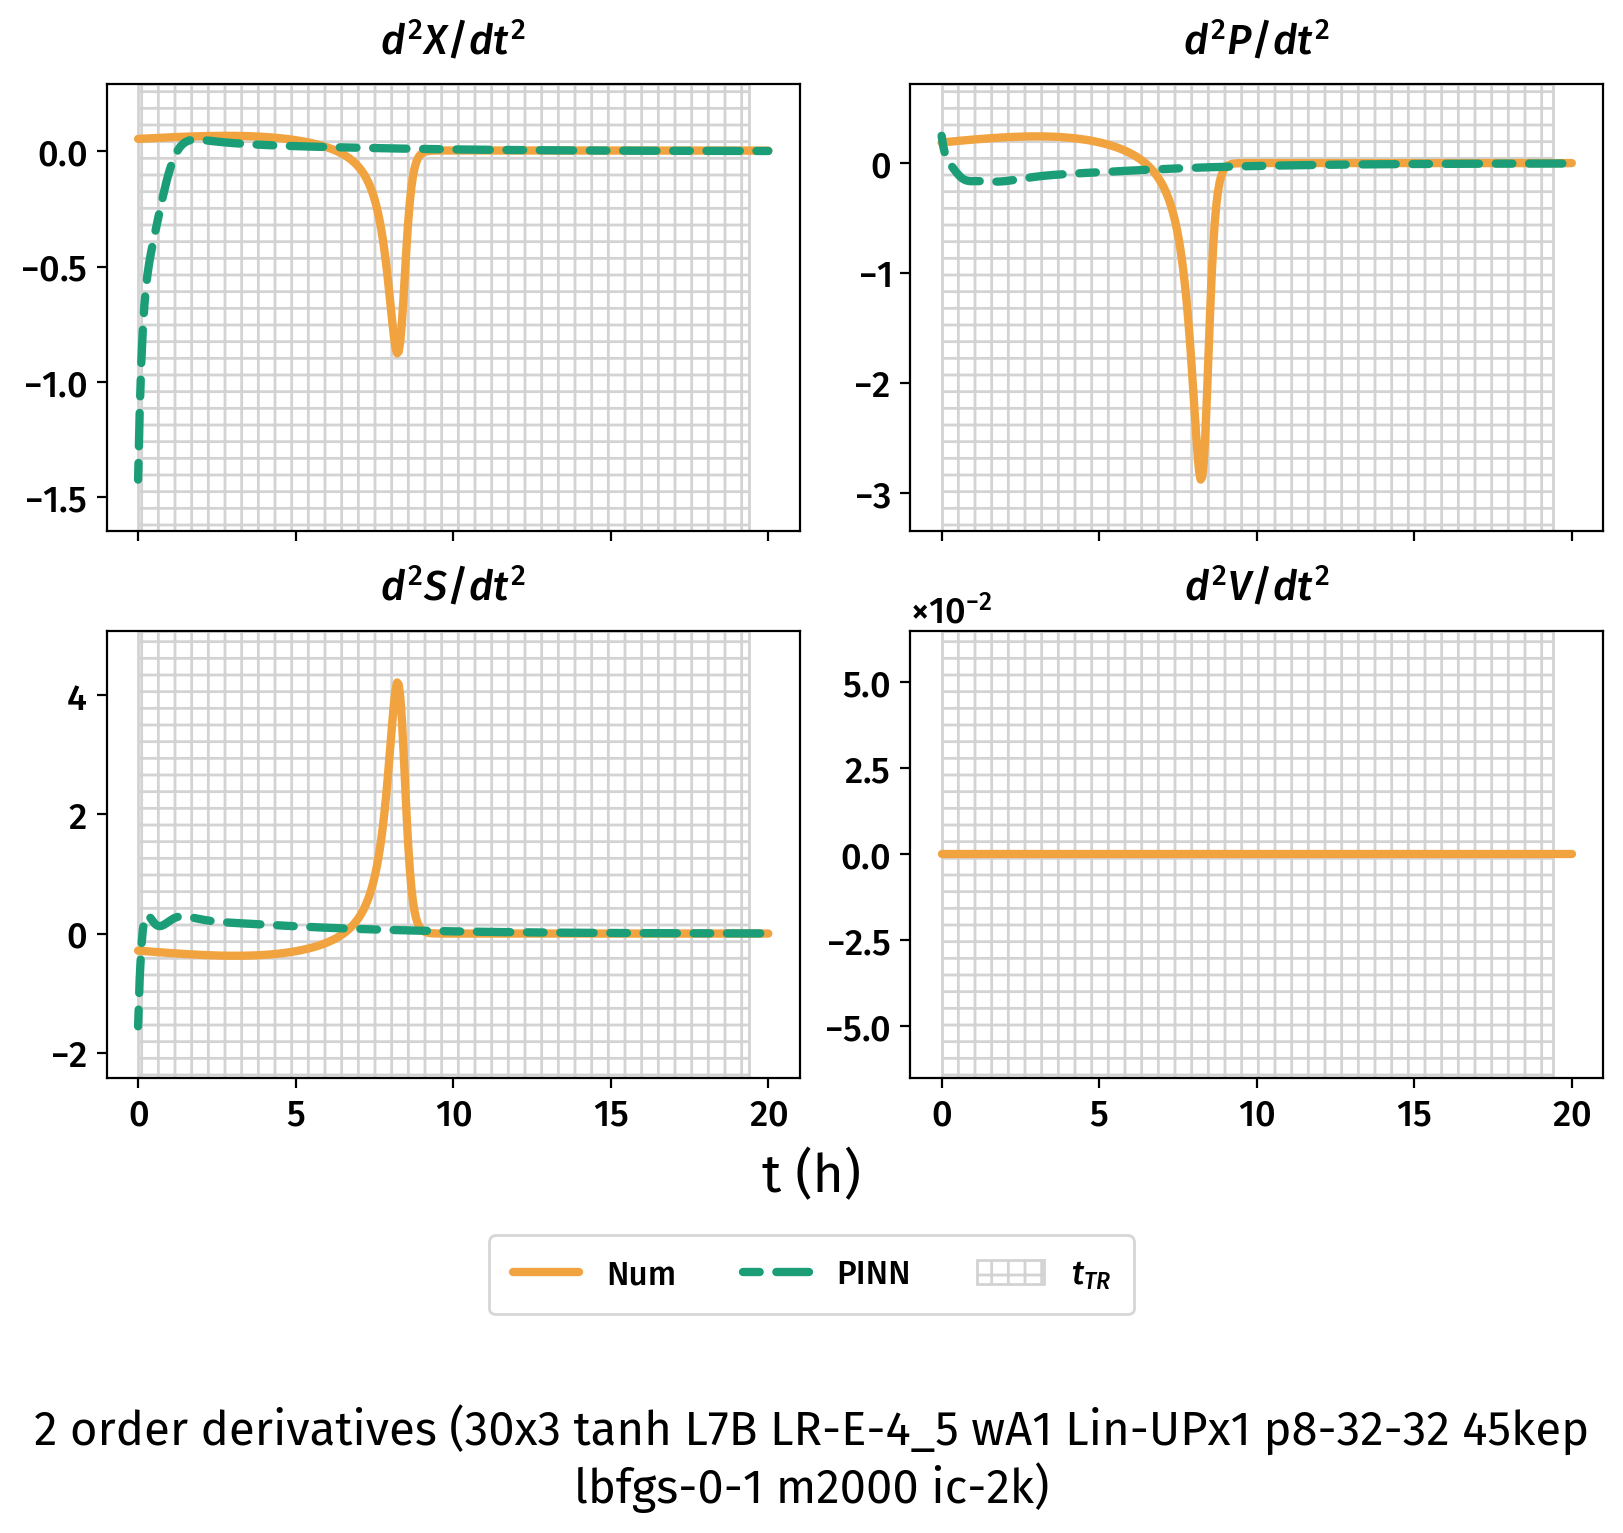 d²X/dt²
d²P/dt²
0.0
−0.5
−1.0
−1.5
0
−1
−2
−3
d²S/dt²
d²V/dt²
×10⁻²
4
2
0
−2
5.0
2.5
0.0
−2.5
−5.0
0 5 10 15 20
0 5 10 15 20
t (h)
Num PINN t_TR
2 order derivatives (30x3 tanh L7B LR-E-4_5 wA1 Lin-UPx1 p8-32-32 45kep
lbfgs-0-1 m2000 ic-2k)